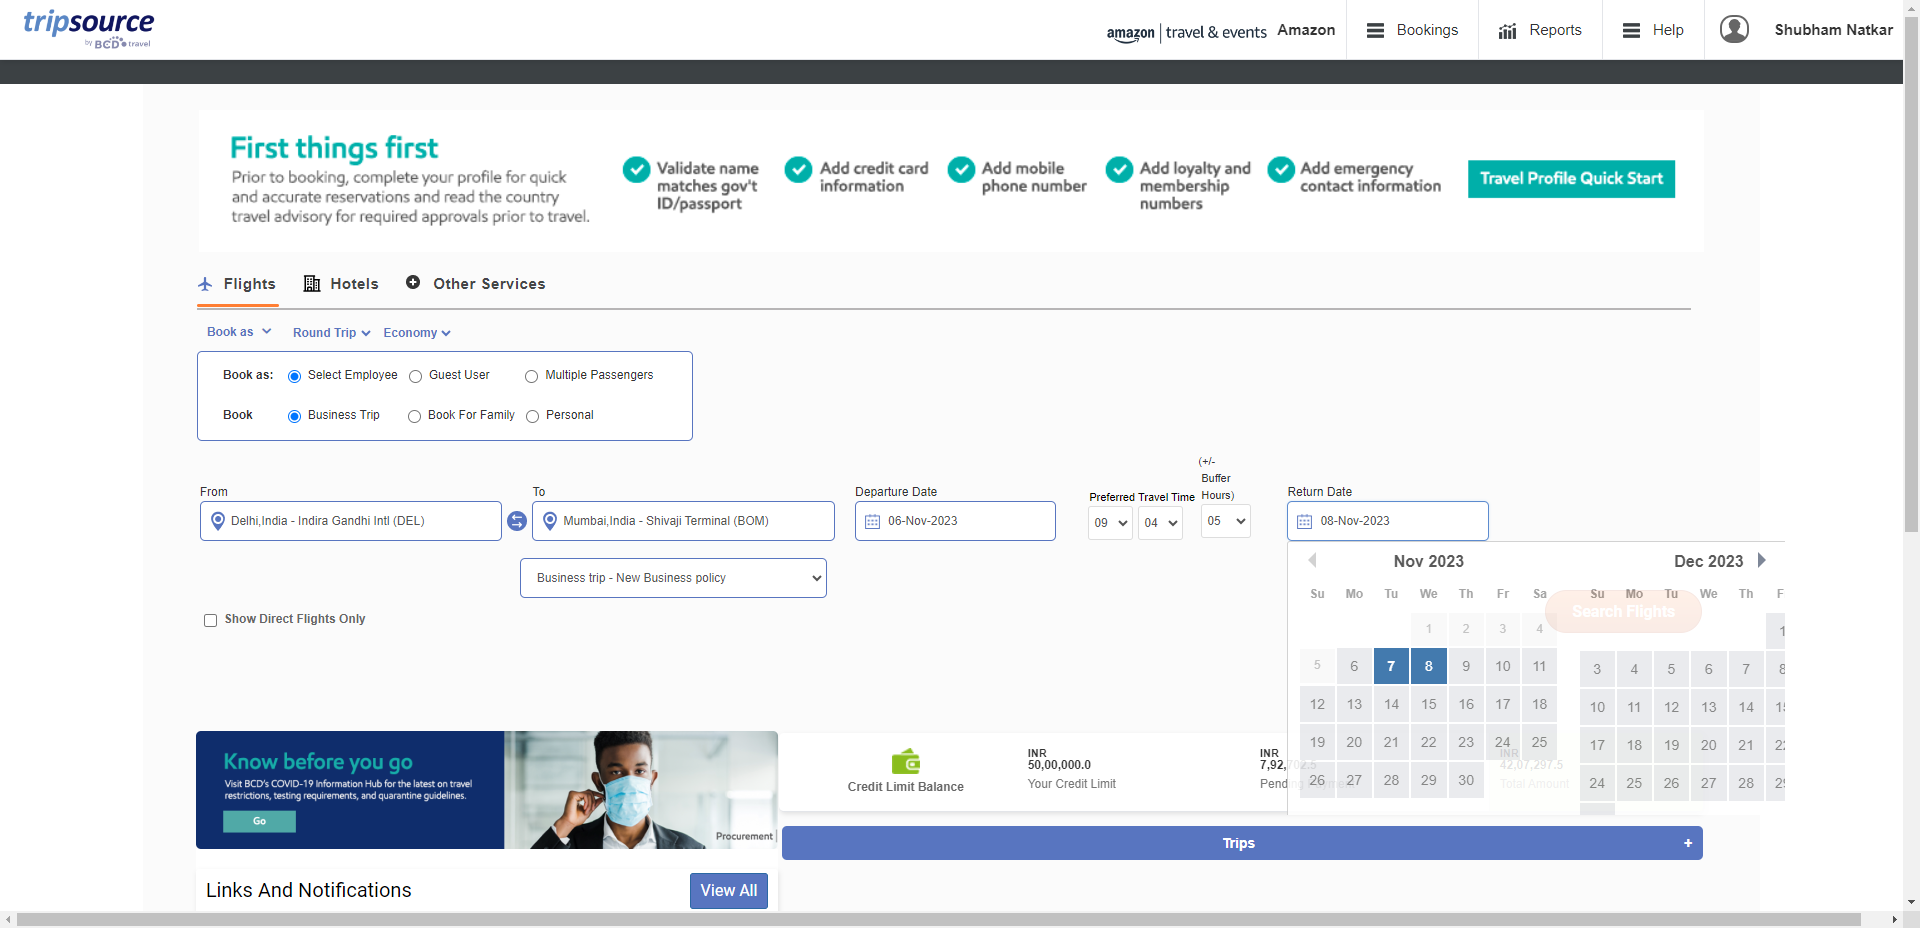 tripsource
by BCD travel
amazon | travel & events Amazon
Bookings
Reports
Help
Shubham Natkar
First things first
Prior to booking, complete your profile for quick
and accurate reservations and read the country
travel advisory for required approvals prior to travel.
Validate name
matches gov't
ID/passport
Add credit card
information
Add mobile
phone number
Add loyalty and
membership
numbers
Add emergency
contact information
Travel Profile Quick Start
Flights
Hotels
Other Services
Book as
Round Trip
Economy
Book as:
Select Employee
Guest User
Multiple Passengers
Book
Business Trip
Book For Family
Personal
From
Delhi,India - Indira Gandhi Intl (DEL)
To
Mumbai,India - Shivaji Terminal (BOM)
Departure Date
06-Nov-2023
Preferred Travel Time
09
04
(+/-
Buffer
Hours)
05
Return Date
08-Nov-2023
Business trip - New Business policy
Show Direct Flights Only
Nov 2023
Su Mo Tu We Th Fr Sa
1 2 3 4
5 6 7 8 9 10 11
12 13 14 15 16 17 18
19 20 21 22 23 24 25
26 27 28 29 30
Dec 2023
Su Mo Tu We Th F
1
3 4 5 6 7 8
10 11 12 13 14 15
17 18 19 20 21 22
24 25 26 27 28 29
Search Flights
Know before you go
Visit BCD's COVID-19 Information Hub for the latest on travel
restrictions, testing requirements, and quarantine guidelines.
Go
Procurement
Credit Limit Balance
INR
50,00,000.0
Your Credit Limit
INR
7,92,702.5
Pending Payment
INR
42,07,297.5
Total Amount
Trips
+
Links And Notifications
View All